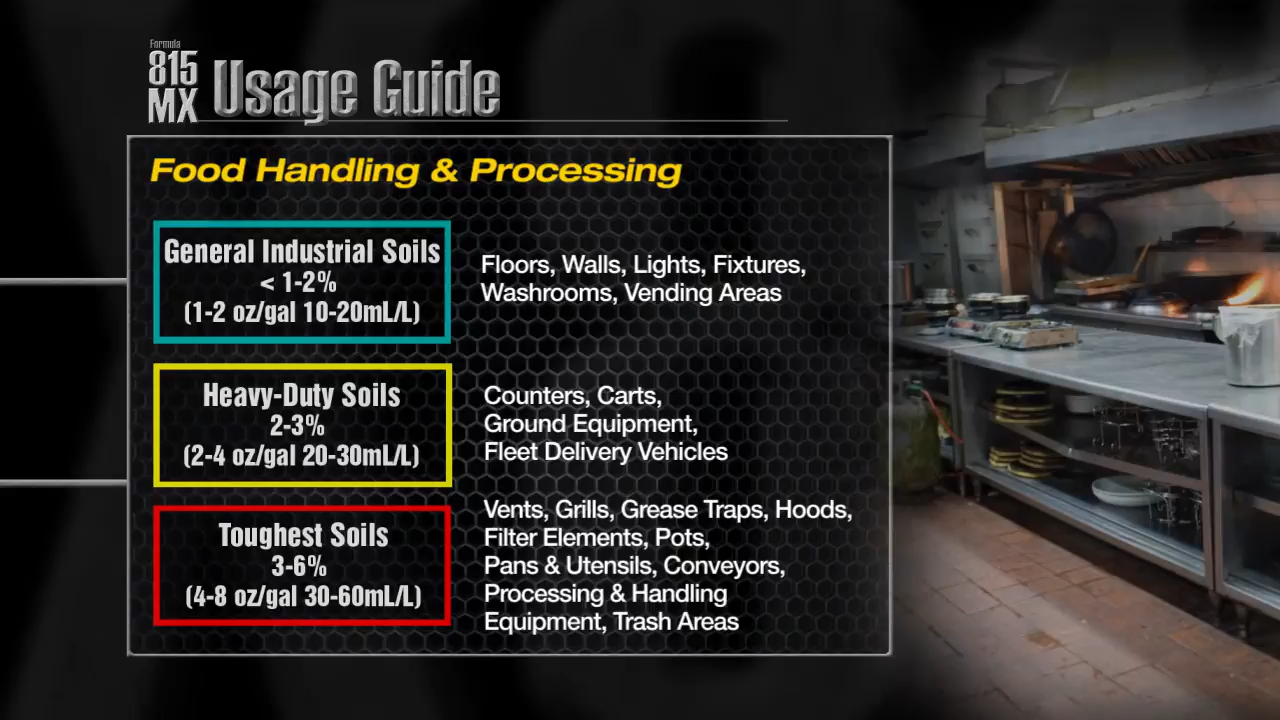 Formula
815
MX
Usage Guide
Food Handling & Processing
General Industrial Soils
< 1-2%
(1-2 oz/gal 10-20mL/L)
Floors, Walls, Lights, Fixtures,
Washrooms, Vending Areas
Heavy-Duty Soils
2-3%
(2-4 oz/gal 20-30mL/L)
Counters, Carts,
Ground Equipment,
Fleet Delivery Vehicles
Toughest Soils
3-6%
(4-8 oz/gal 30-60mL/L)
Vents, Grills, Grease Traps, Hoods,
Filter Elements, Pots,
Pans & Utensils, Conveyors,
Processing & Handling
Equipment, Trash Areas